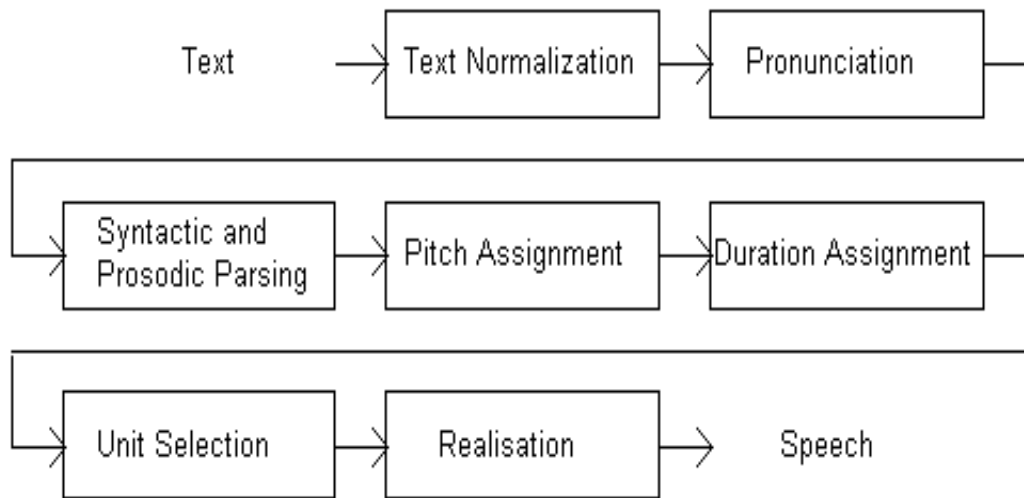 Text
Text Normalization
Pronunciation
Syntactic and
Prosodic Parsing
Pitch Assignment
Duration Assignment
Unit Selection
Realisation
Speech